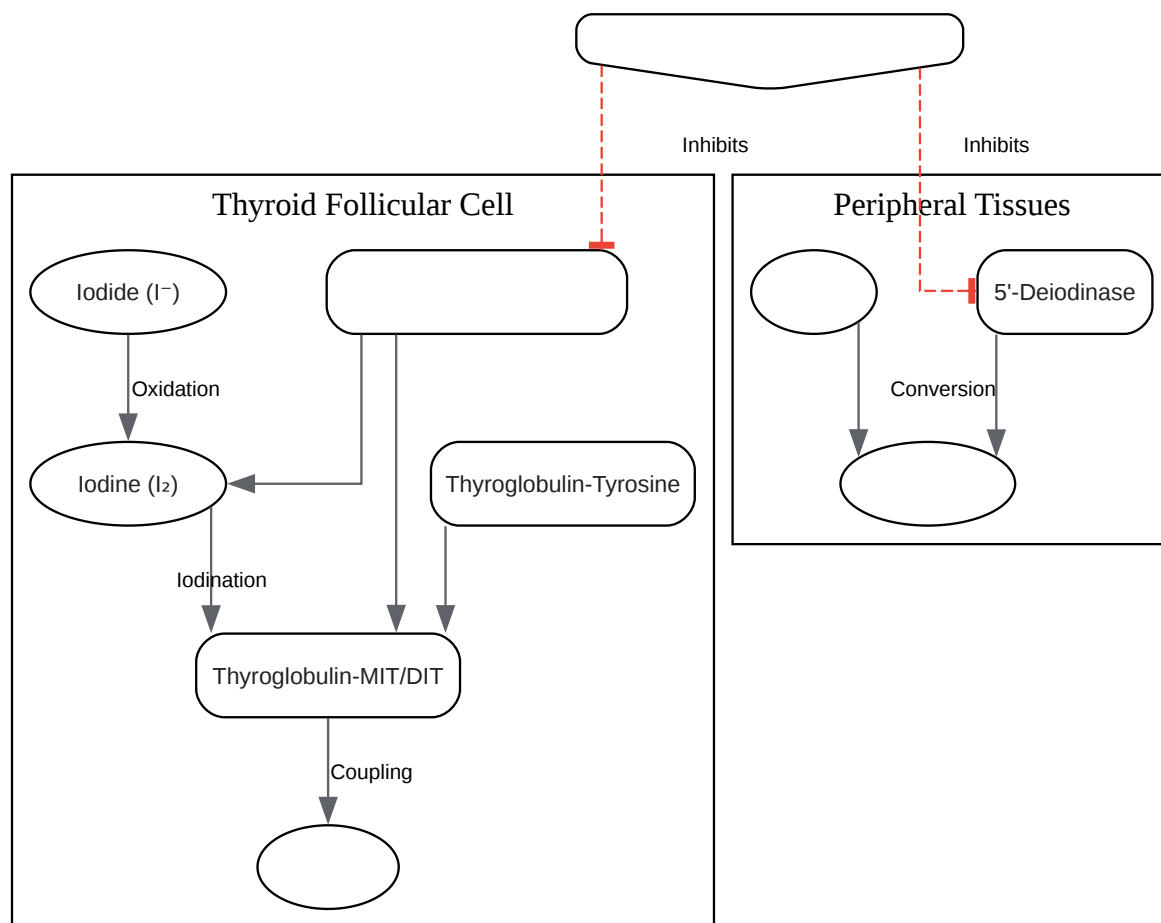 Inhibits
Inhibits
Thyroid Follicular Cell
Peripheral Tissues
Iodide (I⁻)
5'-Deiodinase
Oxidation
Conversion
Iodine (I₂)
Thyroglobulin-Tyrosine
Iodination
Thyroglobulin-MIT/DIT
Coupling